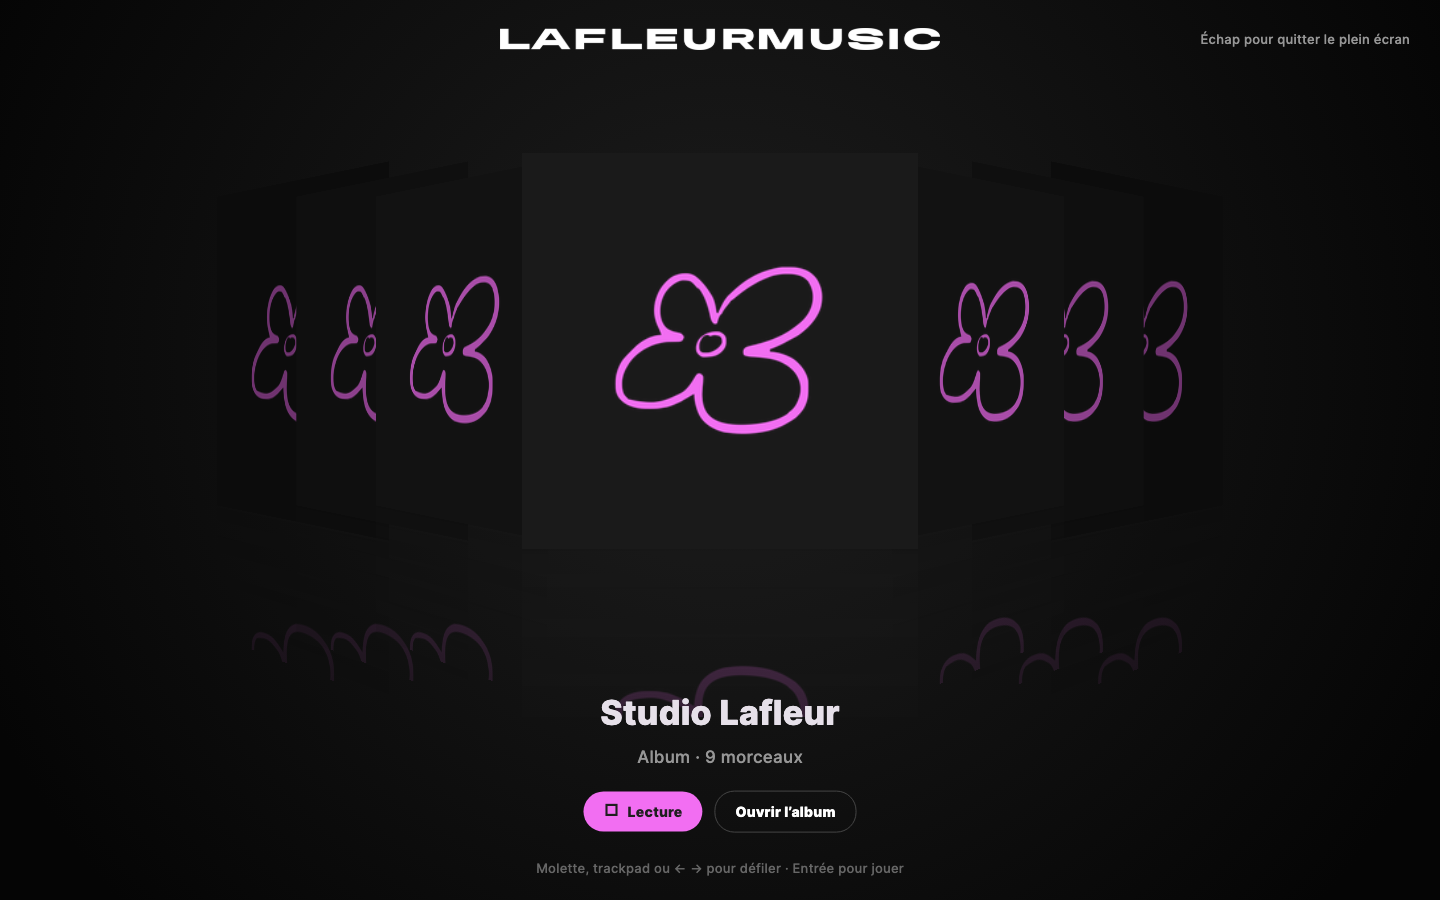 LAFLEURMUSIC
Échap pour quitter le plein écran
Studio Lafleur
Album · 9 morceaux
Lecture
Ouvrir l’album
Molette, trackpad ou ← → pour défiler · Entrée pour jouer